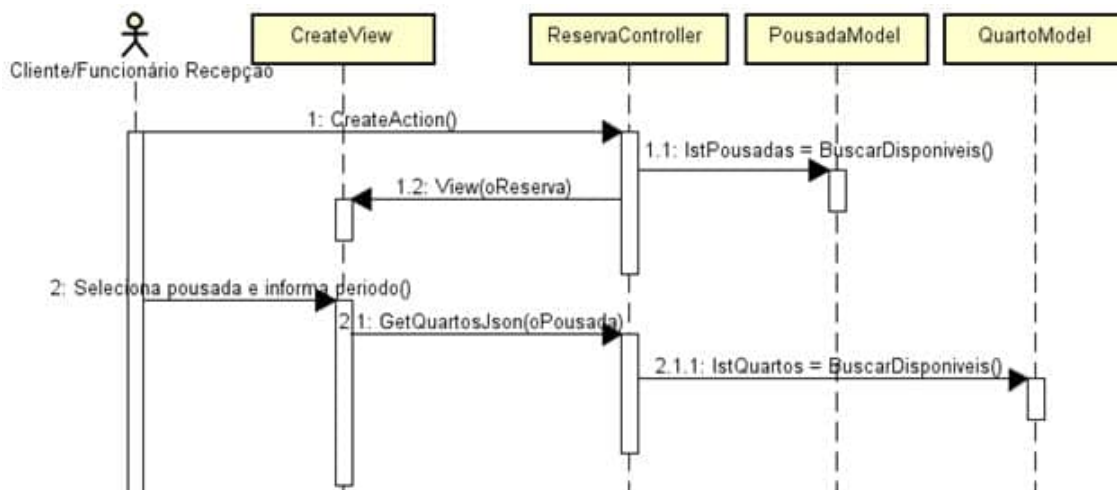 CreateView
ReservaController
PousadaModel
QuartoModel
Cliente/Funcionário Recepção
1: CreateAction()
1.1: lstPousadas = BuscarDisponiveis()
1.2: View(oReserva)
2: Seleciona pousada e informa periodo()
2.1: GetQuartosJson(oPousada)
2.1.1: lstQuartos = BuscarDisponiveis()